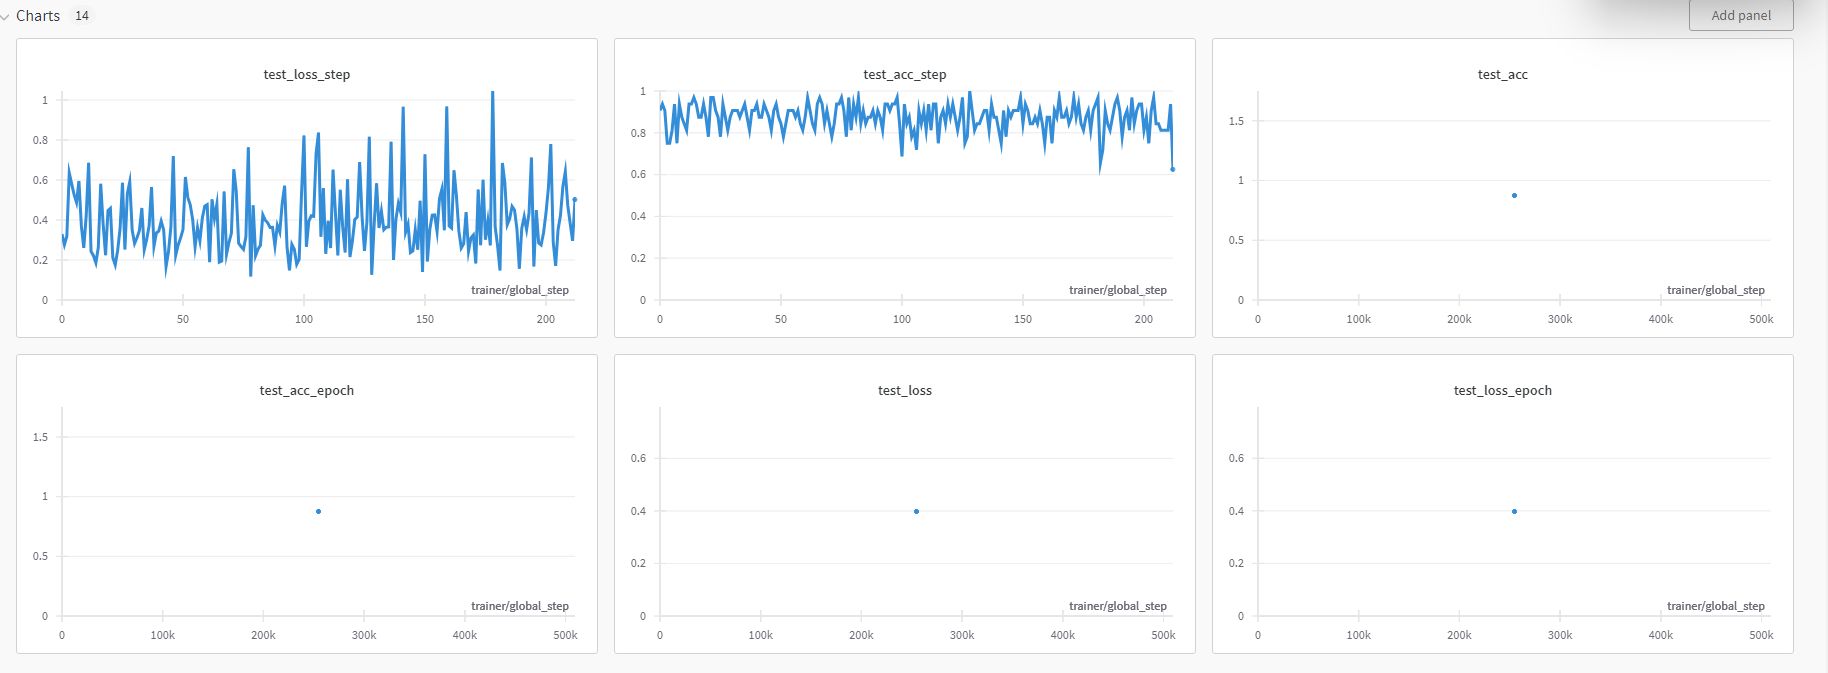 Charts 14
Add panel
test_loss_step
1
0.8
0.6
0.4
0.2
0
trainer/global_step
0 50 100 150 200
test_acc_step
1
0.8
0.6
0.4
0.2
0
trainer/global_step
0 50 100 150 200
test_acc
1.5
1
0.5
0
trainer/global_step
0 100k 200k 300k 400k 500k
test_acc_epoch
1.5
1
0.5
0
trainer/global_step
0 100k 200k 300k 400k 500k
test_loss
0.6
0.4
0.2
0
trainer/global_step
0 100k 200k 300k 400k 500k
test_loss_epoch
0.6
0.4
0.2
0
trainer/global_step
0 100k 200k 300k 400k 500k